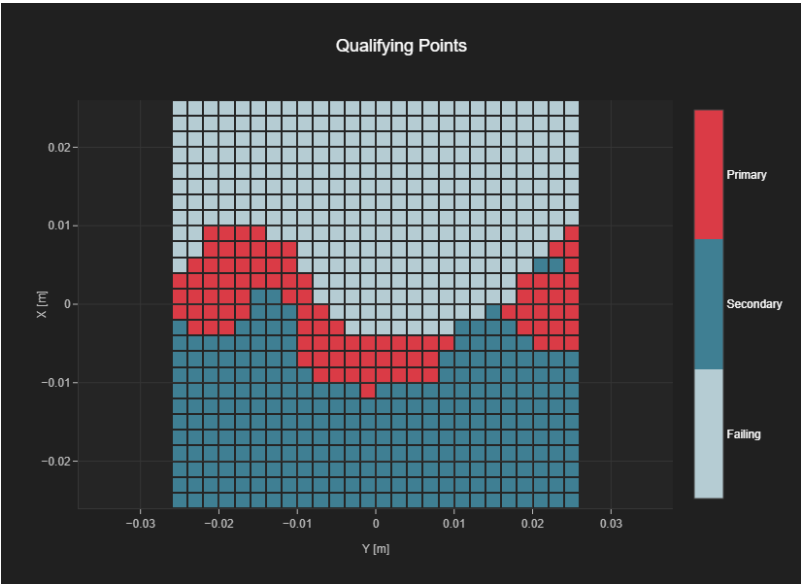 Qualifying Points
0.02
0.01
0
−0.01
−0.02
X [m]
−0.03
−0.02
−0.01
0
0.01
0.02
0.03
Y [m]
Primary
Secondary
Failing